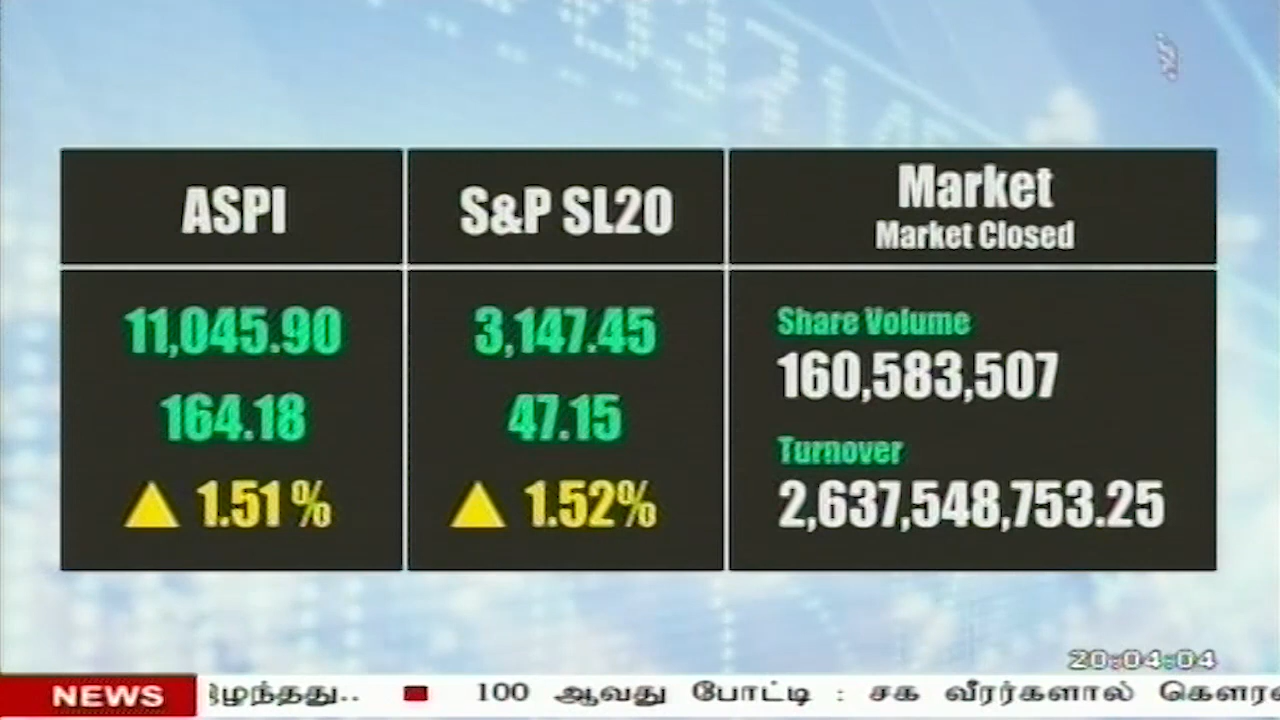 ASPI
11,045.90
164.18
1.51%
S&P SL20
3,147.45
47.15
1.52%
Market
Market Closed
Share Volume
160,583,507
Turnover
2,637,548,753.25
20:04:04
NEWS
100 ஆவது போட்டி : சக வீரர்களால்